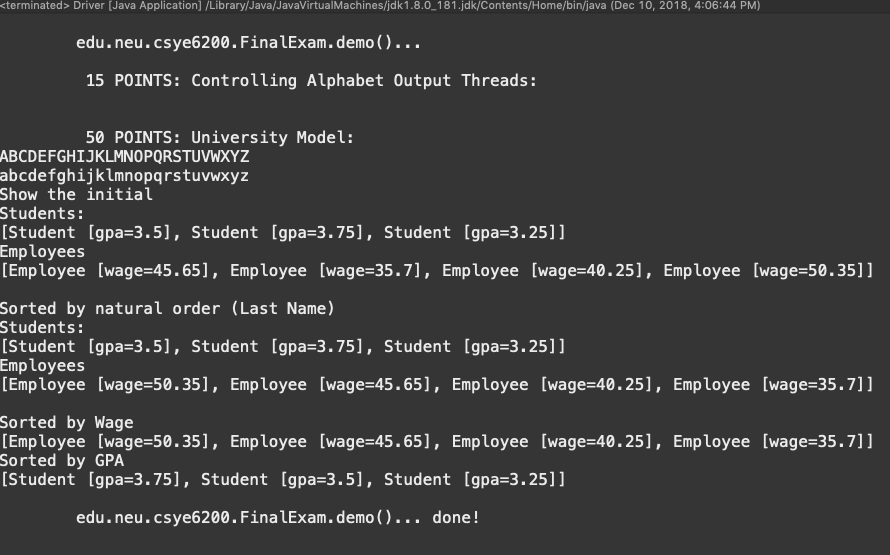 <terminated> Driver [Java Application] /Library/Java/JavaVirtualMachines/jdk1.8.0_181.jdk/Contents/Home/bin/java (Dec 10, 2018, 4:06:44 PM)
edu.neu.csye6200.FinalExam.demo()...
15 POINTS: Controlling Alphabet Output Threads:
50 POINTS: University Model:
ABCDEFGHIJKLMNOPQRSTUVWXYZ
abcdefghijklmnopqrstuvwxyz
Show the initial
Students:
[Student [gpa=3.5], Student [gpa=3.75], Student [gpa=3.25]]
Employees
[Employee [wage=45.65], Employee [wage=35.7], Employee [wage=40.25], Employee [wage=50.35]]
Sorted by natural order (Last Name)
Students:
[Student [gpa=3.5], Student [gpa=3.75], Student [gpa=3.25]]
Employees
[Employee [wage=50.35], Employee [wage=45.65], Employee [wage=40.25], Employee [wage=35.7]]
Sorted by Wage
[Employee [wage=50.35], Employee [wage=45.65], Employee [wage=40.25], Employee [wage=35.7]]
Sorted by GPA
[Student [gpa=3.75], Student [gpa=3.5], Student [gpa=3.25]]
edu.neu.csye6200.FinalExam.demo()... done!